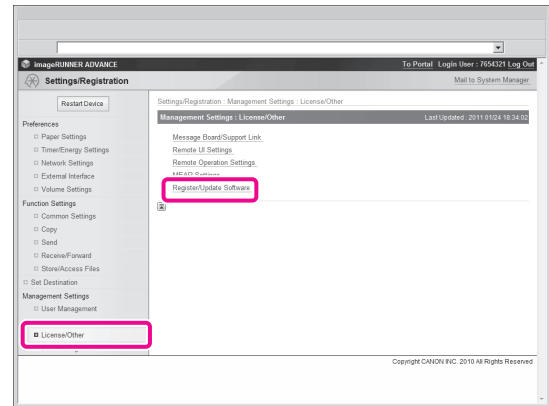 imageRUNNER ADVANCE
To Portal Login User : 7654321 Log Out
Settings/Registration
Mail to System Manager
Restart Device
Settings/Registration : Management Settings : License/Other
Management Settings : License/Other
Last Updated : 2011 01/24 18:34:02
Preferences
Paper Settings
Timer/Energy Settings
Network Settings
External Interface
Volume Settings
Function Settings
Common Settings
Copy
Send
Receive/Forward
Store/Access Files
Set Destination
Management Settings
User Management
License/Other
Message Board/Support Link
Remote UI Settings
Remote Operation Settings
MEAP Settings
Register/Update Software
Copyright CANON INC. 2010 All Rights Reserved